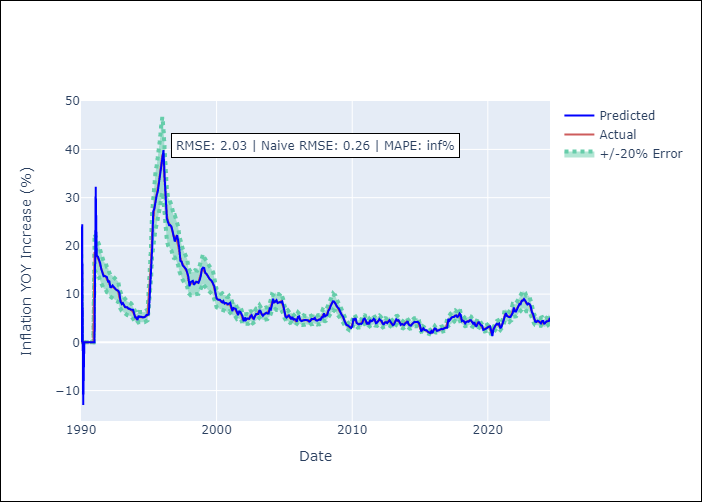 50
40
30
20
10
0
−10
1990
2000
2010
2020
Inflation YOY Increase (%)
Date
RMSE: 2.03 | Naive RMSE: 0.26 | MAPE: inf%
Predicted
Actual
+/-20% Error